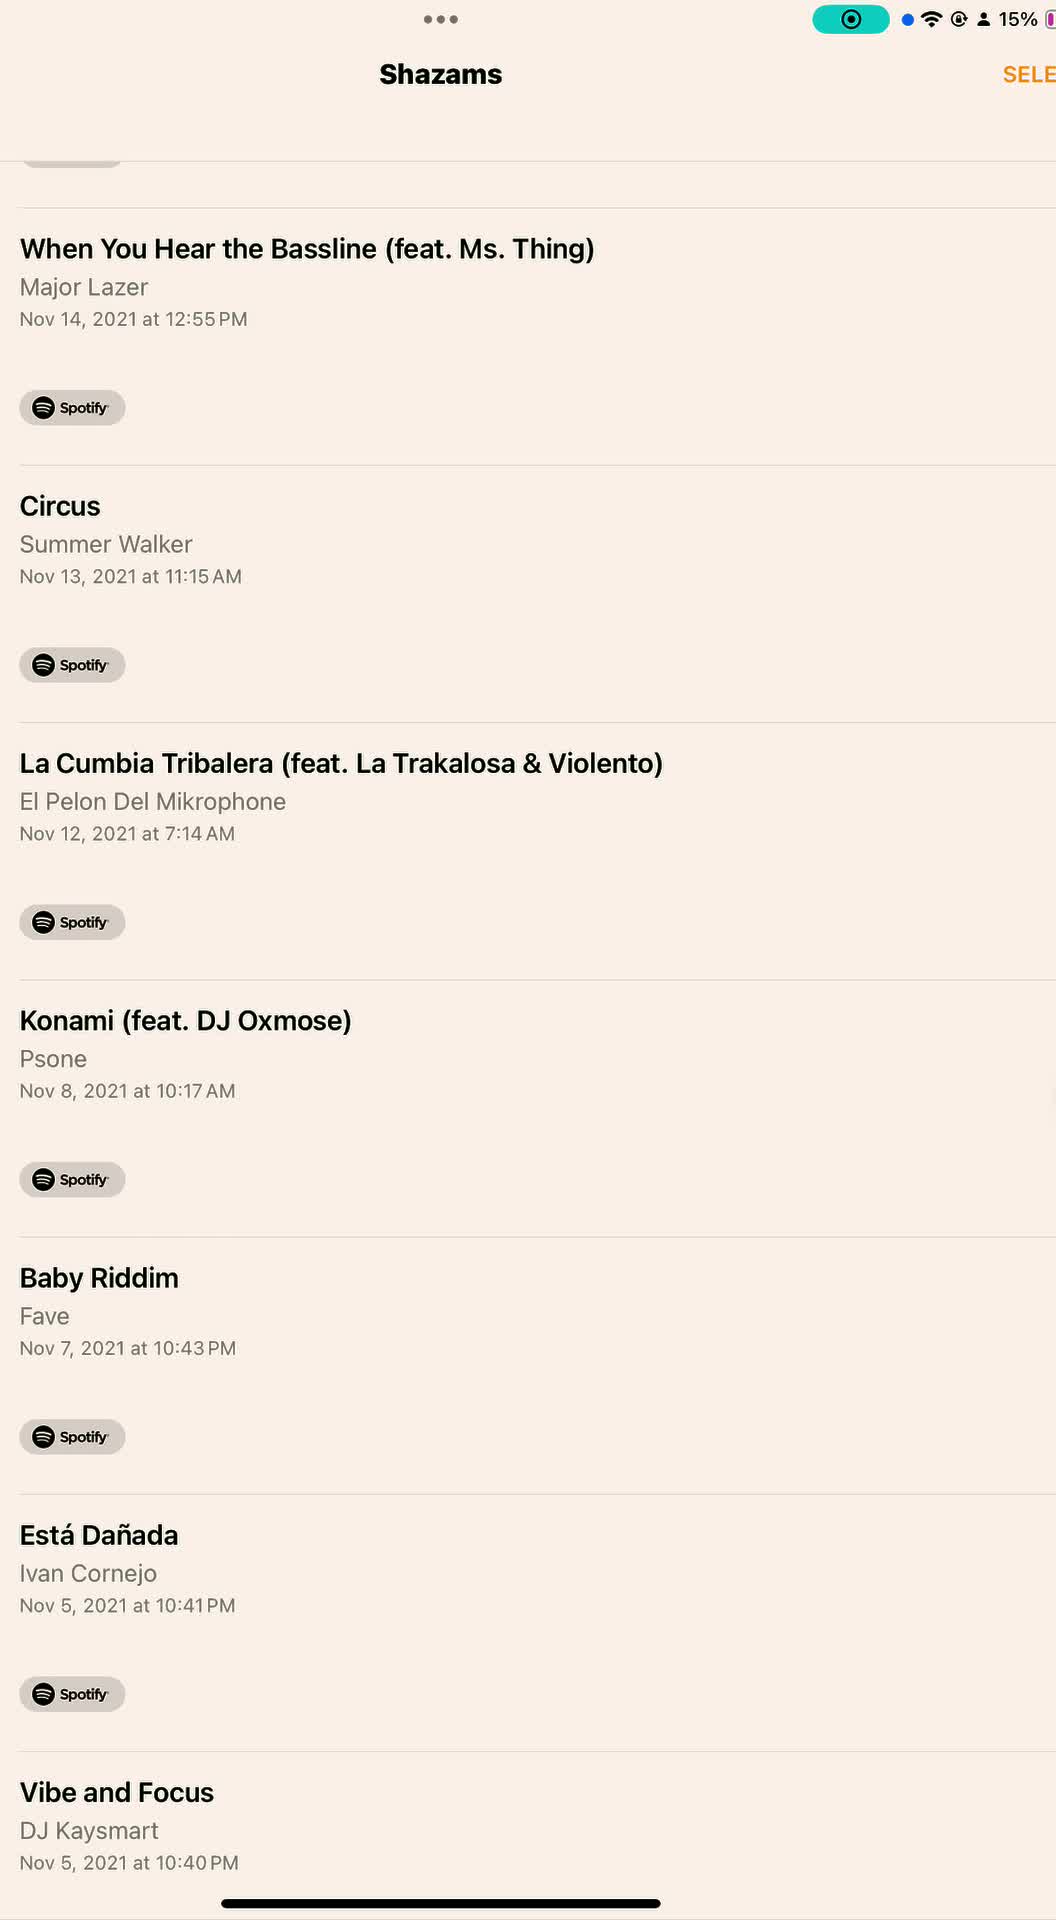 15%
Shazams
SELE
When You Hear the Bassline (feat. Ms. Thing)
Major Lazer
Nov 14, 2021 at 12:55 PM
Spotify
Circus
Summer Walker
Nov 13, 2021 at 11:15 AM
Spotify
La Cumbia Tribalera (feat. La Trakalosa & Violento)
El Pelon Del Mikrophone
Nov 12, 2021 at 7:14 AM
Spotify
Konami (feat. DJ Oxmose)
Psone
Nov 8, 2021 at 10:17 AM
Spotify
Baby Riddim
Fave
Nov 7, 2021 at 10:43 PM
Spotify
Está Dañada
Ivan Cornejo
Nov 5, 2021 at 10:41 PM
Spotify
Vibe and Focus
DJ Kaysmart
Nov 5, 2021 at 10:40 PM